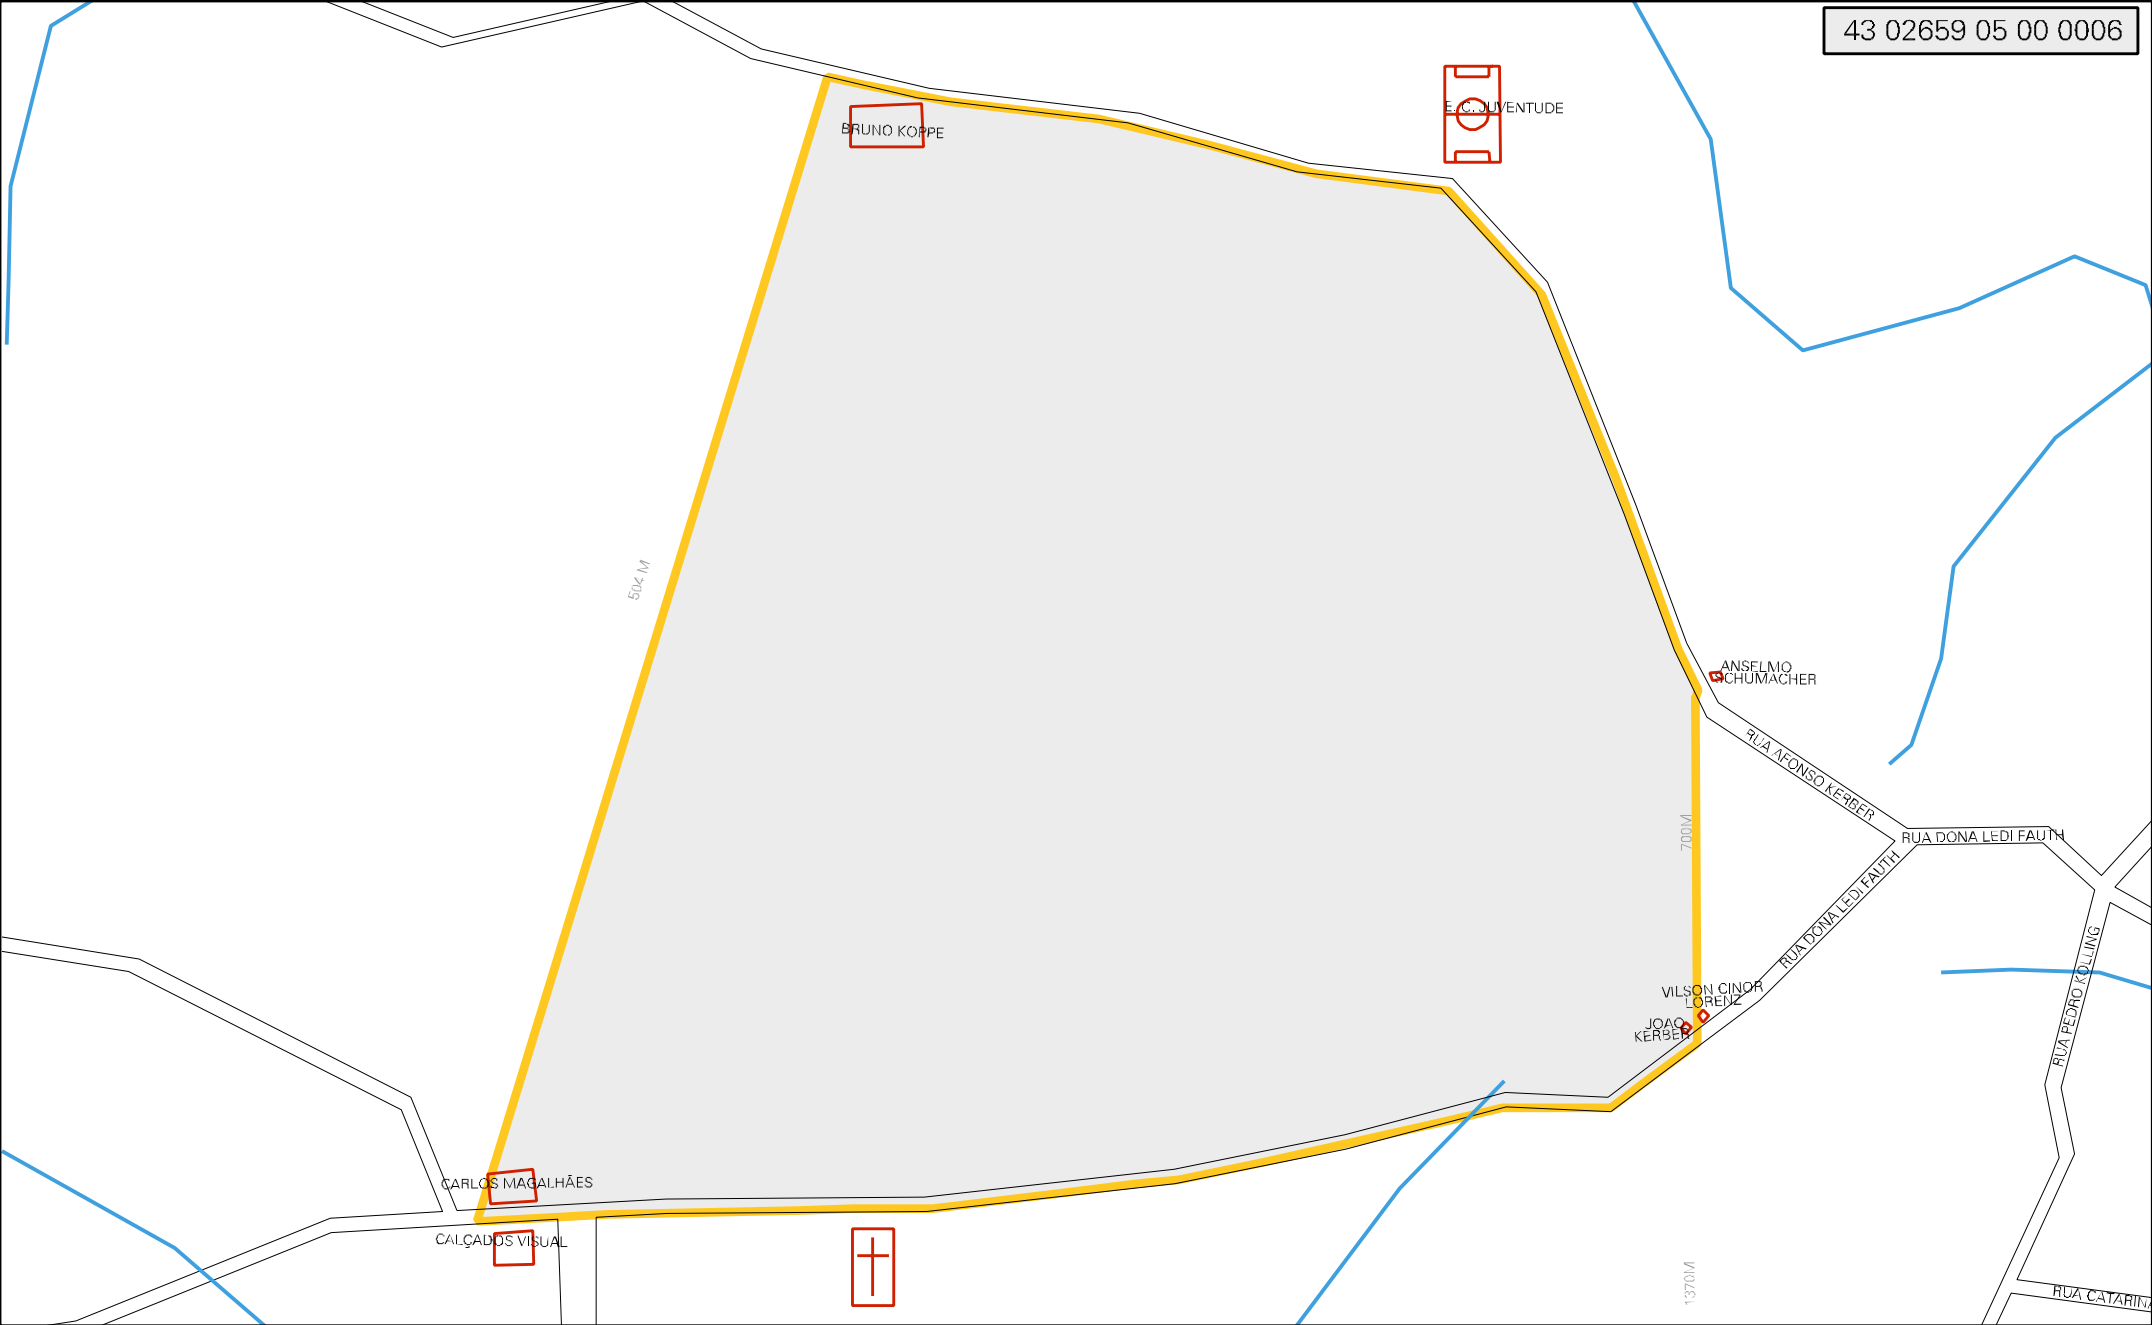 43 02659 05 00 0006
E. C. JUVENTUDE
BRUNO KOPPE
504 M
ANSELMO
SCHUMACHER
RUA AFONSO KERBER
700M
RUA DONA LEDI FAUTH
RUA DONA LEDI FAUTH
RUA PEDRO KOLLING
VILSON CINOR
LORENZ
JOAO
KERBER
CARLOS MAGALHÃES
CALÇADOS VISUAL
1370M
RUA CATARINA